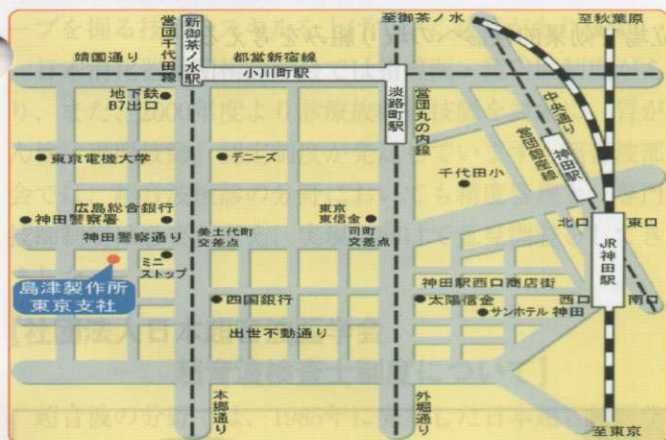 至御茶ノ水
至秋葉原
営団千代田線
新御茶ノ水駅
靖国通り
都営新宿線
小川町駅
地下鉄
B7出口
淡路町駅
営団丸の内線
中央通り
営団銀座線
神田駅
東京電機大学
デニーズ
千代田小
広島総合銀行
神田警察署
神田警察通り
美土代町
交差点
東京
東信金
司町
交差点
北口
東口
JR神田駅
ミニ
ストップ
島津製作所
東京支社
四国銀行
神田駅西口商店街
太陽信金
西口
南口
サンホテル神田
出世不動通り
本郷通り
外堀通り
至東京